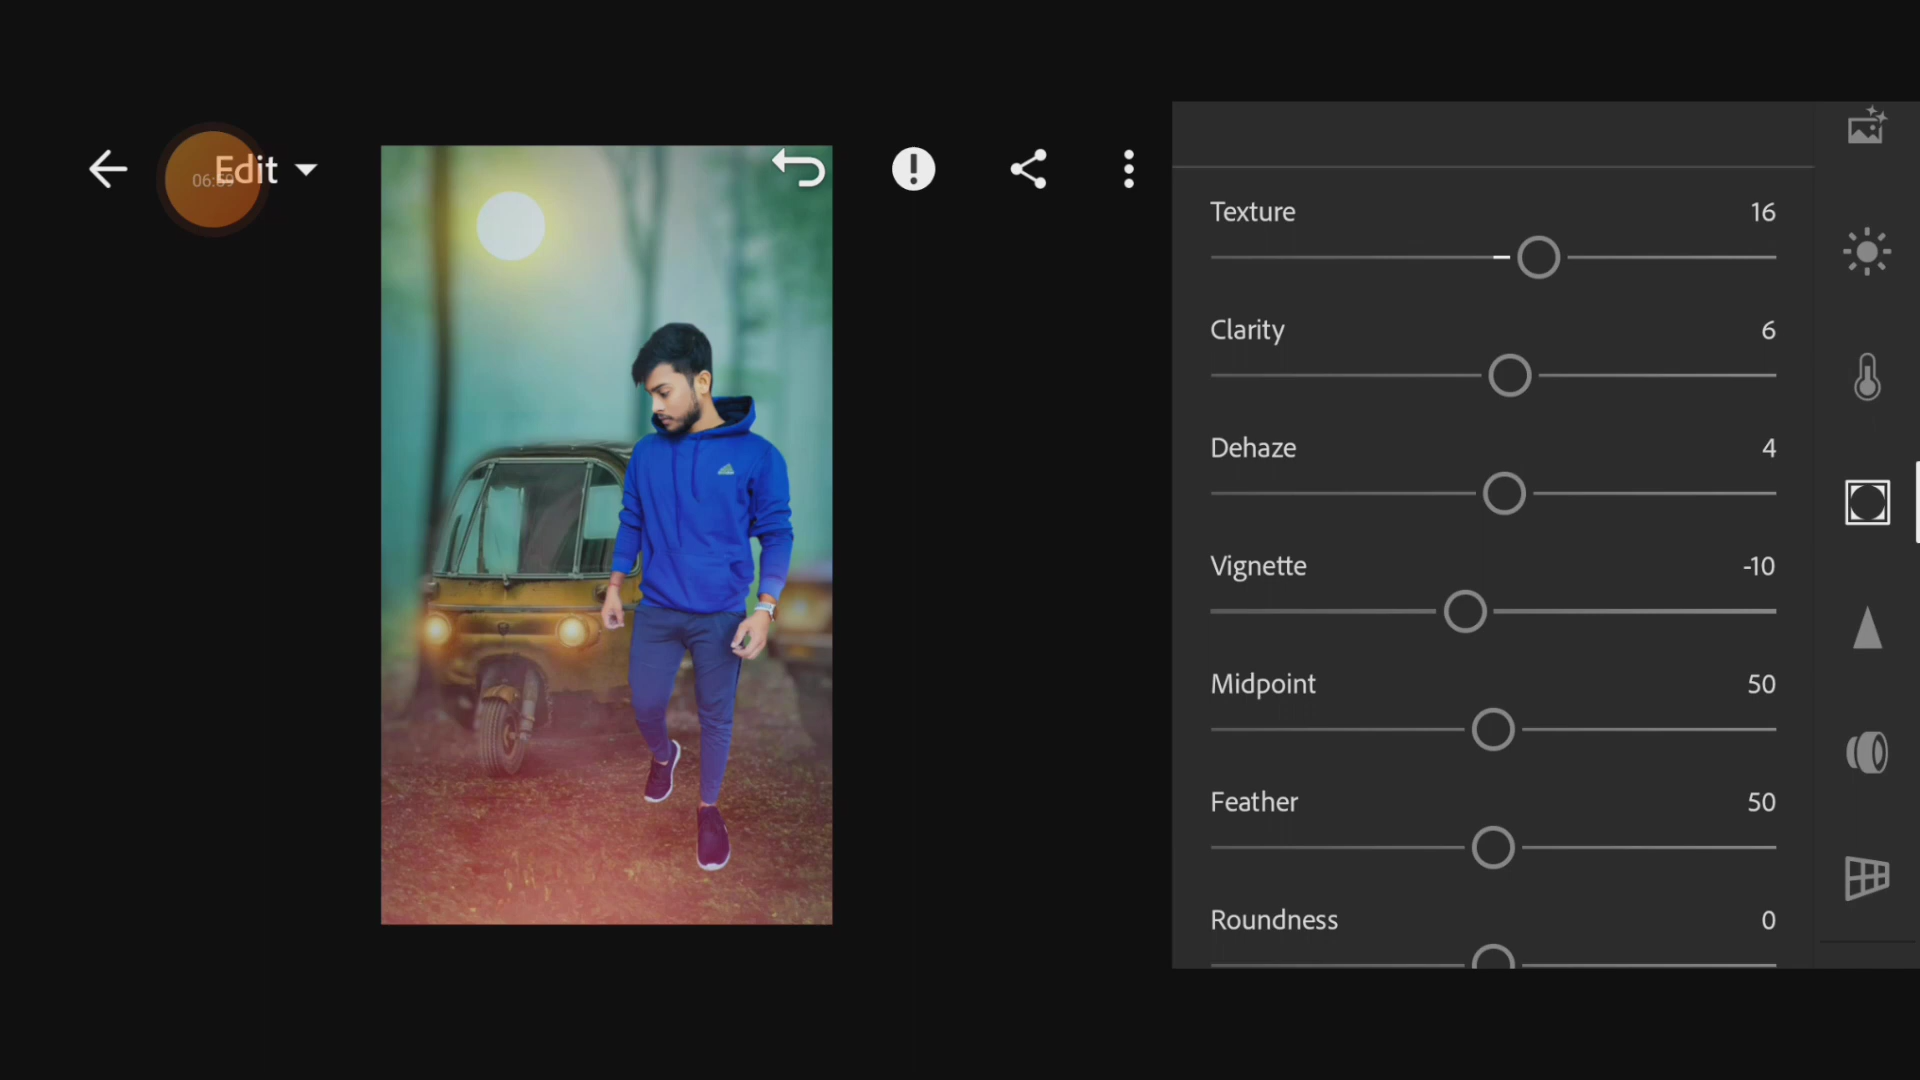 Edit
Texture 16
Clarity 6
Dehaze 4
Vignette -10
Midpoint 50
Feather 50
Roundness 0